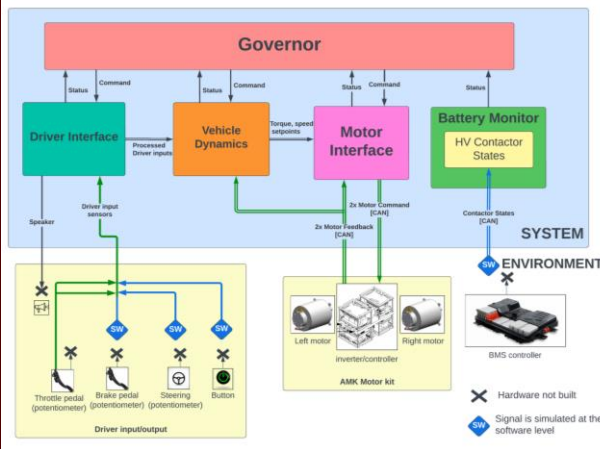 Governor
Status
Command
Status
Command
Status
Command
Status
Driver Interface
Processed
Driver inputs
Vehicle
Dynamics
Torque, speed
setpoints
Motor
Interface
Battery Monitor
HV Contactor
States
Driver input
sensors
Speaker
2x Motor Command
[CAN]
2x Motor Feedback
[CAN]
Contactor States
[CAN]
SYSTEM
SW
ENVIRONMENT
SW
SW
SW
Left motor
inverter/controller
Right motor
AMK Motor kit
BMS controller
Throttle pedal
(potentiometer)
Brake pedal
(potentiometer)
Steering
(potentiometer)
Button
Driver input/output
Hardware not built
SW
Signal is simulated at the
software level